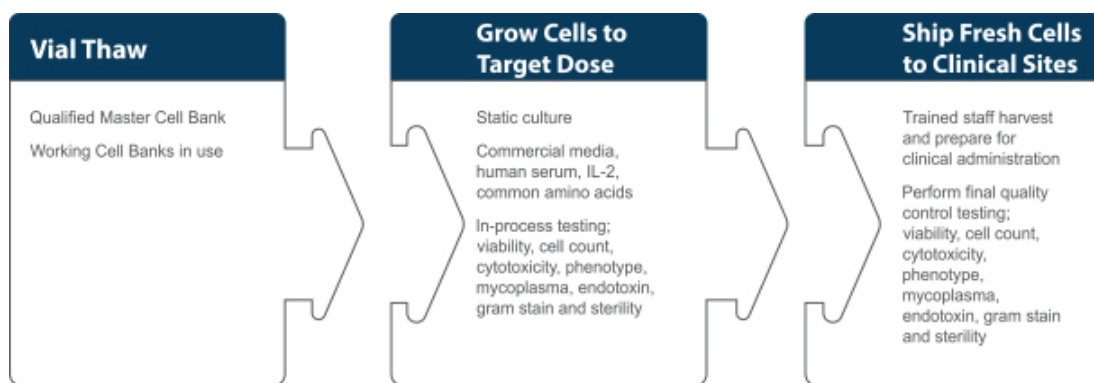 Vial Thaw
Qualified Master Cell Bank
Working Cell Banks in use
Grow Cells to
Target Dose
Static culture
Commercial media,
human serum, IL-2,
common amino acids
In-process testing;
viability, cell count,
cytotoxicity, phenotype,
mycoplasma, endotoxin,
gram stain and sterility
Ship Fresh Cells
to Clinical Sites
Trained staff harvest
and prepare for
clinical administration
Perform final quality
control testing;
viability, cell count,
cytotoxicity,
phenotype,
mycoplasma,
endotoxin, gram stain
and sterility